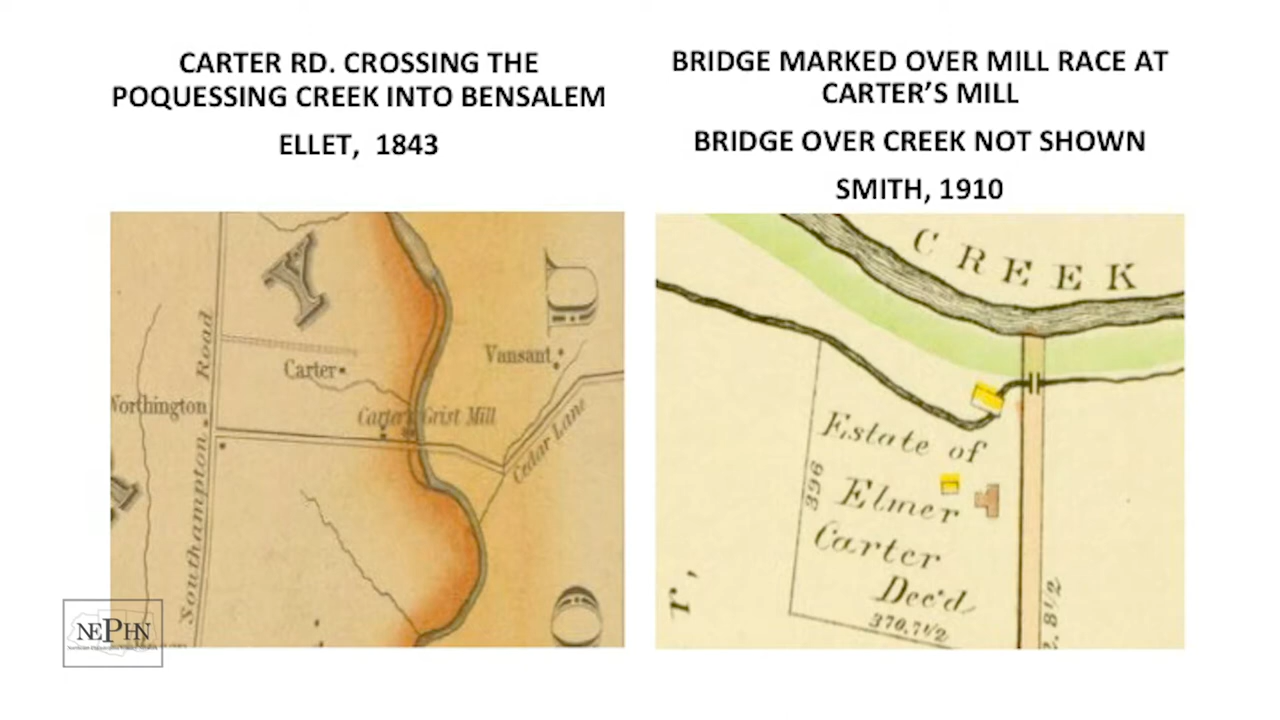 CARTER RD. CROSSING THE
POQUESSING CREEK INTO BENSALEM
ELLET, 1843
BRIDGE MARKED OVER MILL RACE AT
CARTER'S MILL
BRIDGE OVER CREEK NOT SHOWN
SMITH, 1910
Y
Southampton Road
Carter
Northington
Carter's Grist Mill
Vansant
Cedar Lane
CREEK
Estate of
Elmer
Carter
Dec'd
396
370.7½
T,
NEPHN